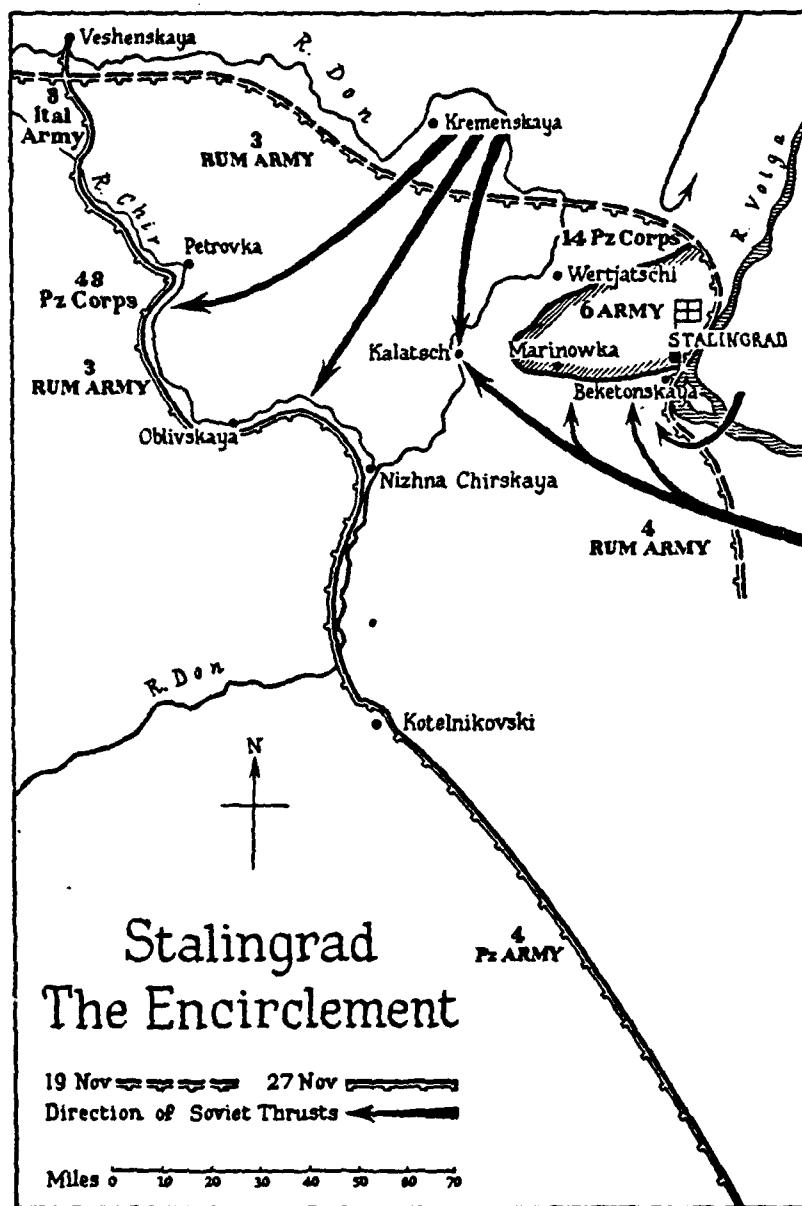 Veshenskaya
R. Don
8
Ital
Army
3
RUM ARMY
Kremenskaya
R. Volga
R. Chir
Petrovka
14 Pz Corps
Wertjatschi
48
Pz Corps
6 ARMY
STALINGRAD
Kalatsch
Marinowka
3
RUM ARMY
Beketonskaya
Oblivskaya
Nizhna Chirskaya
4
RUM ARMY
R. Don
Kotelnikovski
N
4
Pz ARMY
Stalingrad
The Encirclement
19 Nov 27 Nov
Direction of Soviet Thrusts
Miles 0 10 20 30 40 50 60 70